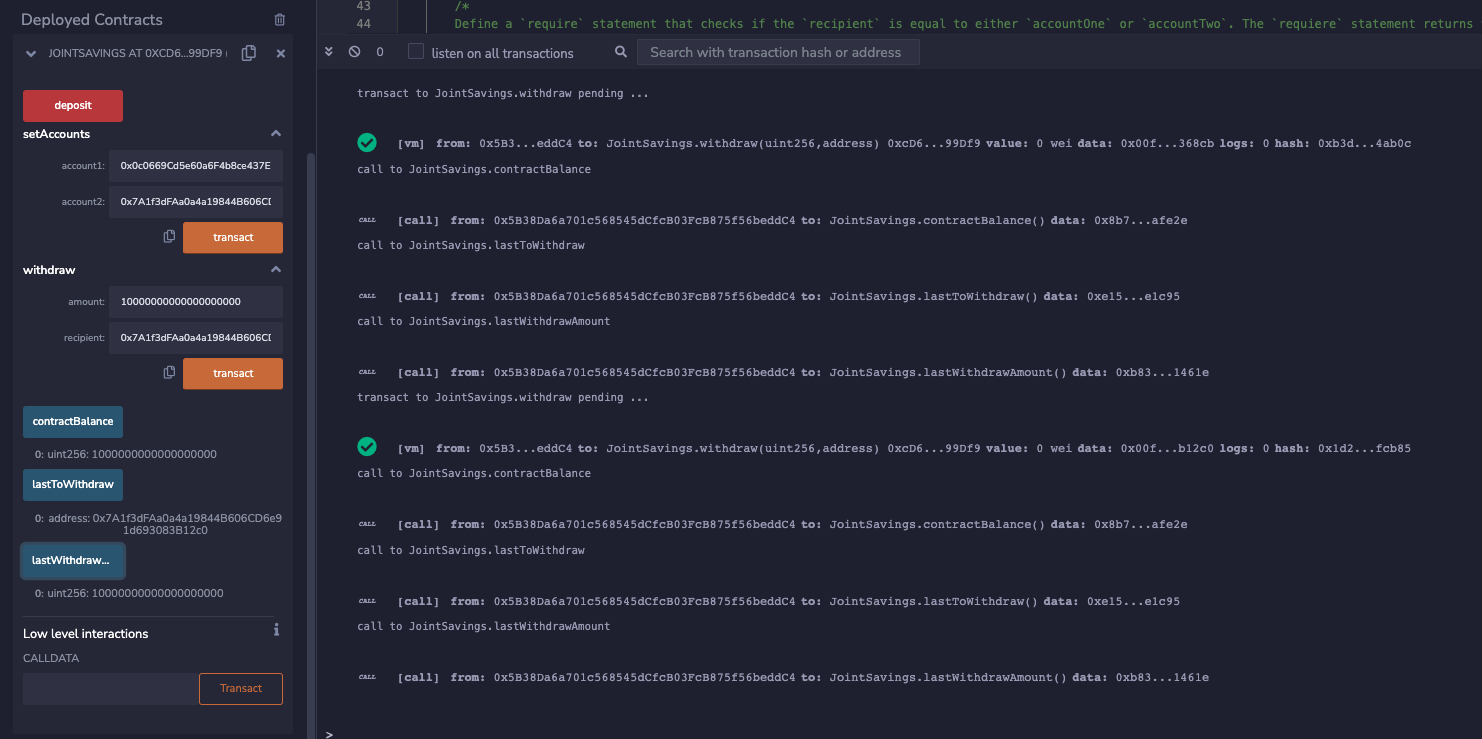 Deployed Contracts
JOINTSAVINGS AT 0XCD6...99DF9 (
deposit
setAccounts
account1: 0x0c0669Cd5e60a6F4b8ce437E
account2: 0x7A1f3dFAa0a4a19844B606CD
transact
withdraw
amount: 10000000000000000000
recipient: 0x7A1f3dFAa0a4a19844B606CD
transact
contractBalance
0: uint256: 1000000000000000000
lastToWithdraw
0: address: 0x7A1f3dFAa0a4a19844B606CD6e9
1d693083B12c0
lastWithdraw...
0: uint256: 10000000000000000000
Low level interactions
i
CALLDATA
Transact
43 /*
44 Define a `require` statement that checks if the `recipient` is equal to either `accountOne` or `accountTwo`. The `requiere` statement returns
0 listen on all transactions Search with transaction hash or address
transact to JointSavings.withdraw pending ...
[vm] from: 0x5B3...eddC4 to: JointSavings.withdraw(uint256,address) 0xcD6...99Df9 value: 0 wei data: 0x00f...368cb logs: 0 hash: 0xb3d...4ab0c
call to JointSavings.contractBalance
CALL [call] from: 0x5B38Da6a701c568545dCfcB03FcB875f56beddC4 to: JointSavings.contractBalance() data: 0x8b7...afe2e
call to JointSavings.lastToWithdraw
CALL [call] from: 0x5B38Da6a701c568545dCfcB03FcB875f56beddC4 to: JointSavings.lastToWithdraw() data: 0xe15...e1c95
call to JointSavings.lastWithdrawAmount
CALL [call] from: 0x5B38Da6a701c568545dCfcB03FcB875f56beddC4 to: JointSavings.lastWithdrawAmount() data: 0xb83...1461e
transact to JointSavings.withdraw pending ...
[vm] from: 0x5B3...eddC4 to: JointSavings.withdraw(uint256,address) 0xcD6...99Df9 value: 0 wei data: 0x00f...b12c0 logs: 0 hash: 0x1d2...fcb85
call to JointSavings.contractBalance
CALL [call] from: 0x5B38Da6a701c568545dCfcB03FcB875f56beddC4 to: JointSavings.contractBalance() data: 0x8b7...afe2e
call to JointSavings.lastToWithdraw
CALL [call] from: 0x5B38Da6a701c568545dCfcB03FcB875f56beddC4 to: JointSavings.lastToWithdraw() data: 0xe15...e1c95
call to JointSavings.lastWithdrawAmount
CALL [call] from: 0x5B38Da6a701c568545dCfcB03FcB875f56beddC4 to: JointSavings.lastWithdrawAmount() data: 0xb83...1461e
>